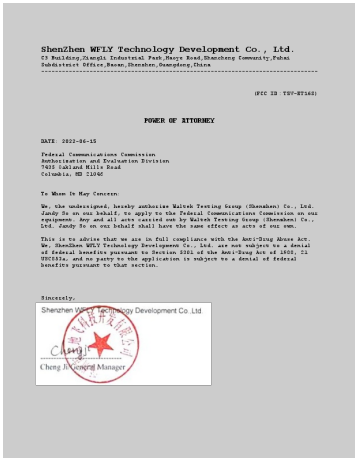 ShenZhen WFLY Technology Development Co., Ltd.
C3 Building,Xiangli Industrial Park,Haoye Road,Shancheng Community,Fuhai
Subdistrict Office,Baoan,Shenzhen,Guangdong,China
(FCC ID:
POWER OF ATTORNEY
DATE: 2022-06-15
Federal Communications Commission
Authorization and Evaluation Division
7435 Oakland Mills Road
Columbia, MD 21046
To Whom It May Concern:
We, the undersigned, hereby authorize Waltek Testing Group (Shenzhen) Co., Ltd.
Jandy So on our behalf, to apply to the Federal Communications Commission on our
equipment. Any and all acts carried out by Waltek Testing Group (Shenzhen) Co.,
Ltd. Jandy So on our behalf shall have the same effect as acts of our own.
This is to advise that we are in full compliance with the Anti-Drug Abuse Act.
We, ShenZhen WFLY Technology Development Co., Ltd. are not subject to a denial
of federal benefits pursuant to Section 5301 of the Anti-Drug Act of 1988, 21
USC853a, and no party to the application is subject to a denial of federal
benefits pursuant to that section.
Sincerely,
Shenzhen WFLY Technology Development Co.,Ltd
Cheng Ji
Cheng Ji General Manager